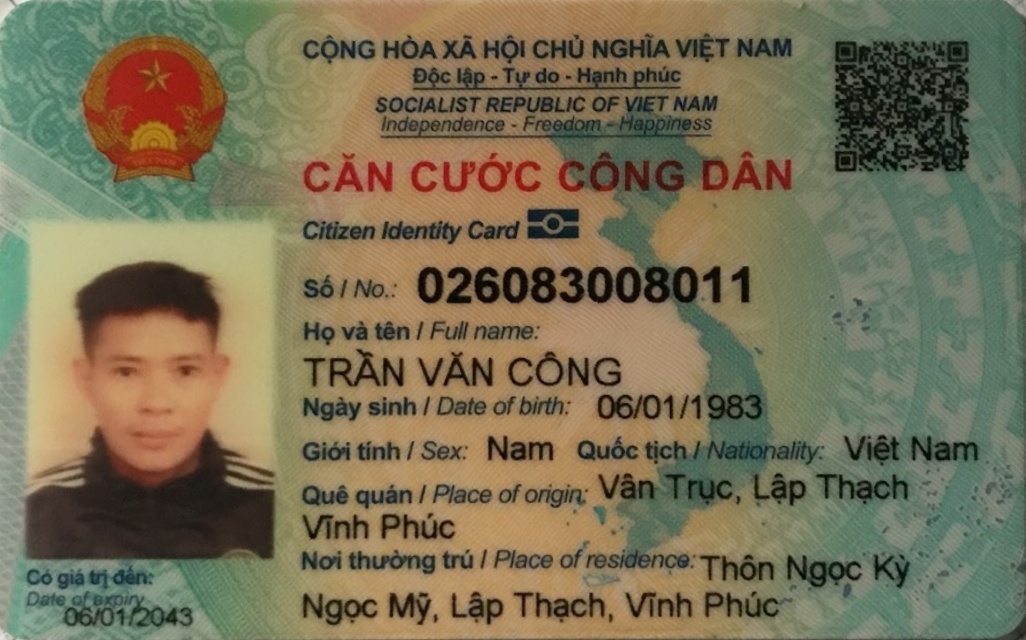 CỘNG HÒA XÃ HỘI CHỦ NGHĨA VIỆT NAM
Độc lập - Tự do - Hạnh phúc
SOCIALIST REPUBLIC OF VIET NAM
Independence - Freedom - Happiness
CĂN CƯỚC CÔNG DÂN
Citizen Identity Card
Số / No.: 026083008011
Họ và tên / Full name:
TRẦN VĂN CÔNG
Ngày sinh / Date of birth: 06/01/1983
Giới tính / Sex: Nam Quốc tịch / Nationality: Việt Nam
Quê quán / Place of origin: Vân Trục, Lập Thạch
Vĩnh Phúc
Nơi thường trú / Place of residence: Thôn Ngọc Kỳ
Ngọc Mỹ, Lập Thạch, Vĩnh Phúc
Có giá trị đến:
Date of expiry
06/01/2043